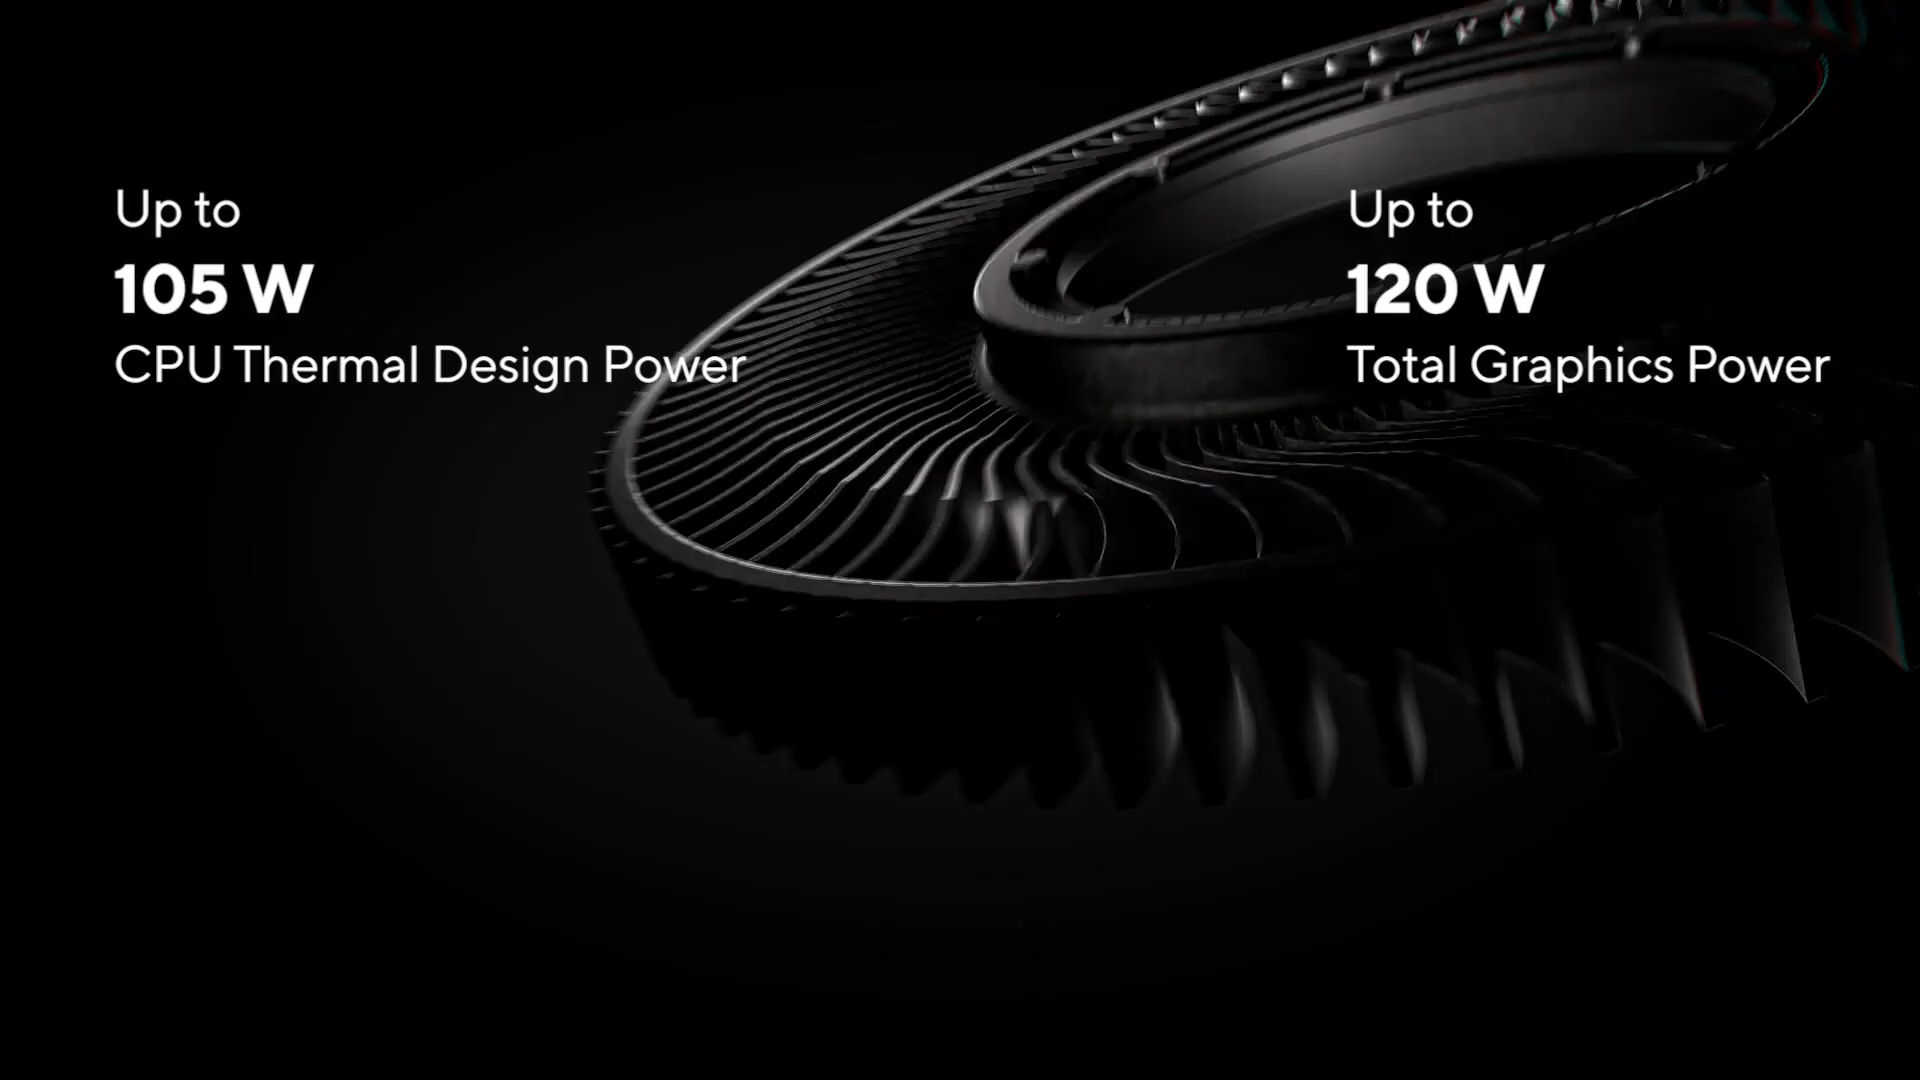 Up to
105 W
CPU Thermal Design Power
Up to
120 W
Total Graphics Power